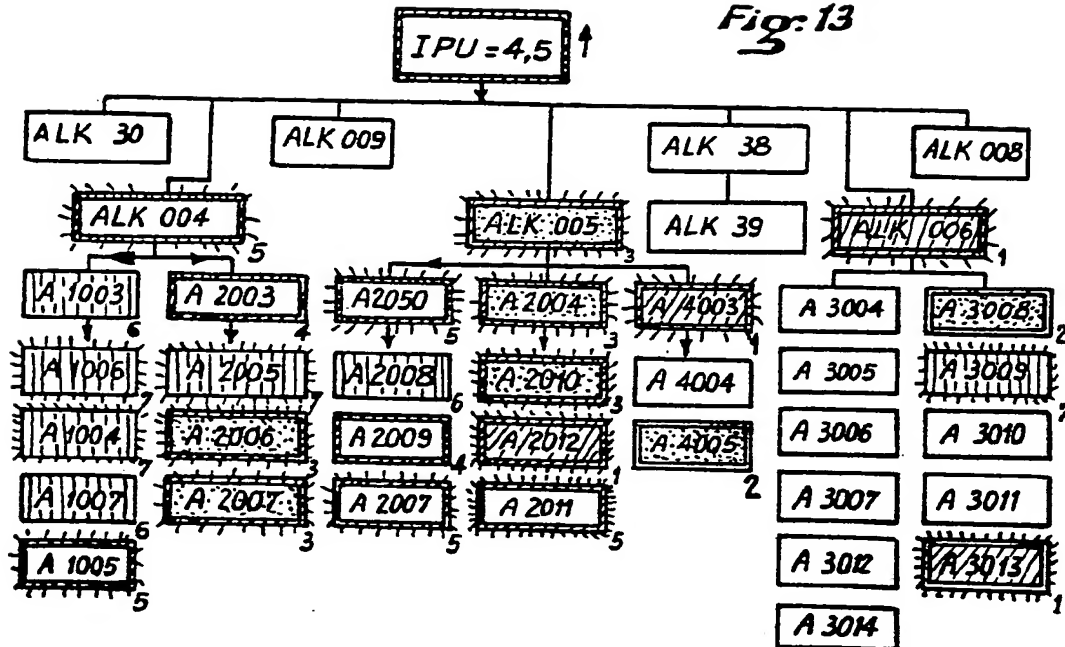 Fig. 13
IPU = 4,5
ALK 30
ALK 009
ALK 38
ALK 008
ALK 004
5
ALK 005
3
ALK 39
ALK 006
1
A 1003
6
A 2003
4
A2050
5
A 2004
3
A 4003
1
A 3004
A 3008
2
A 1006
7
A 2005
7
A 2008
6
A 2010
3
A 4004
A 3005
A 3009
7
A 1004
7
A 2006
3
A 2009
4
A 2012
1
A 4005
2
A 3006
A 3010
A 1007
6
A 2007
3
A 2007
5
A 2011
5
A 3007
A 3011
A 1005
5
A 3012
A 3013
1
A 3014